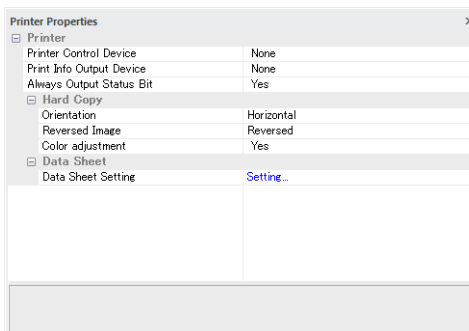 Printer Properties
Printer
Printer Control Device None
Print Info Output Device None
Always Output Status Bit Yes
Hard Copy
Orientation Horizontal
Reversed Image Reversed
Color adjustment Yes
Data Sheet
Data Sheet Setting Setting...